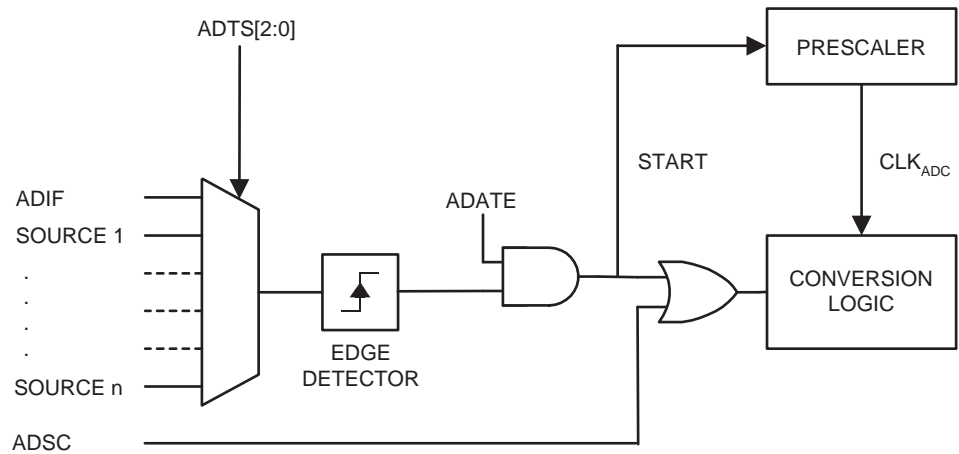 ADTS[2:0]
PRESCALER
START
CLKADC
ADIF
ADATE
SOURCE 1
.
.
.
.
CONVERSION
LOGIC
EDGE
DETECTOR
SOURCE n
ADSC